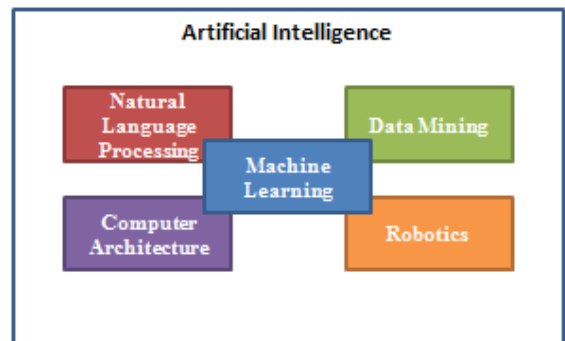 Artificial Intelligence
Natural
Language
Processing
Data Mining
Machine
Learning
Computer
Architecture
Robotics